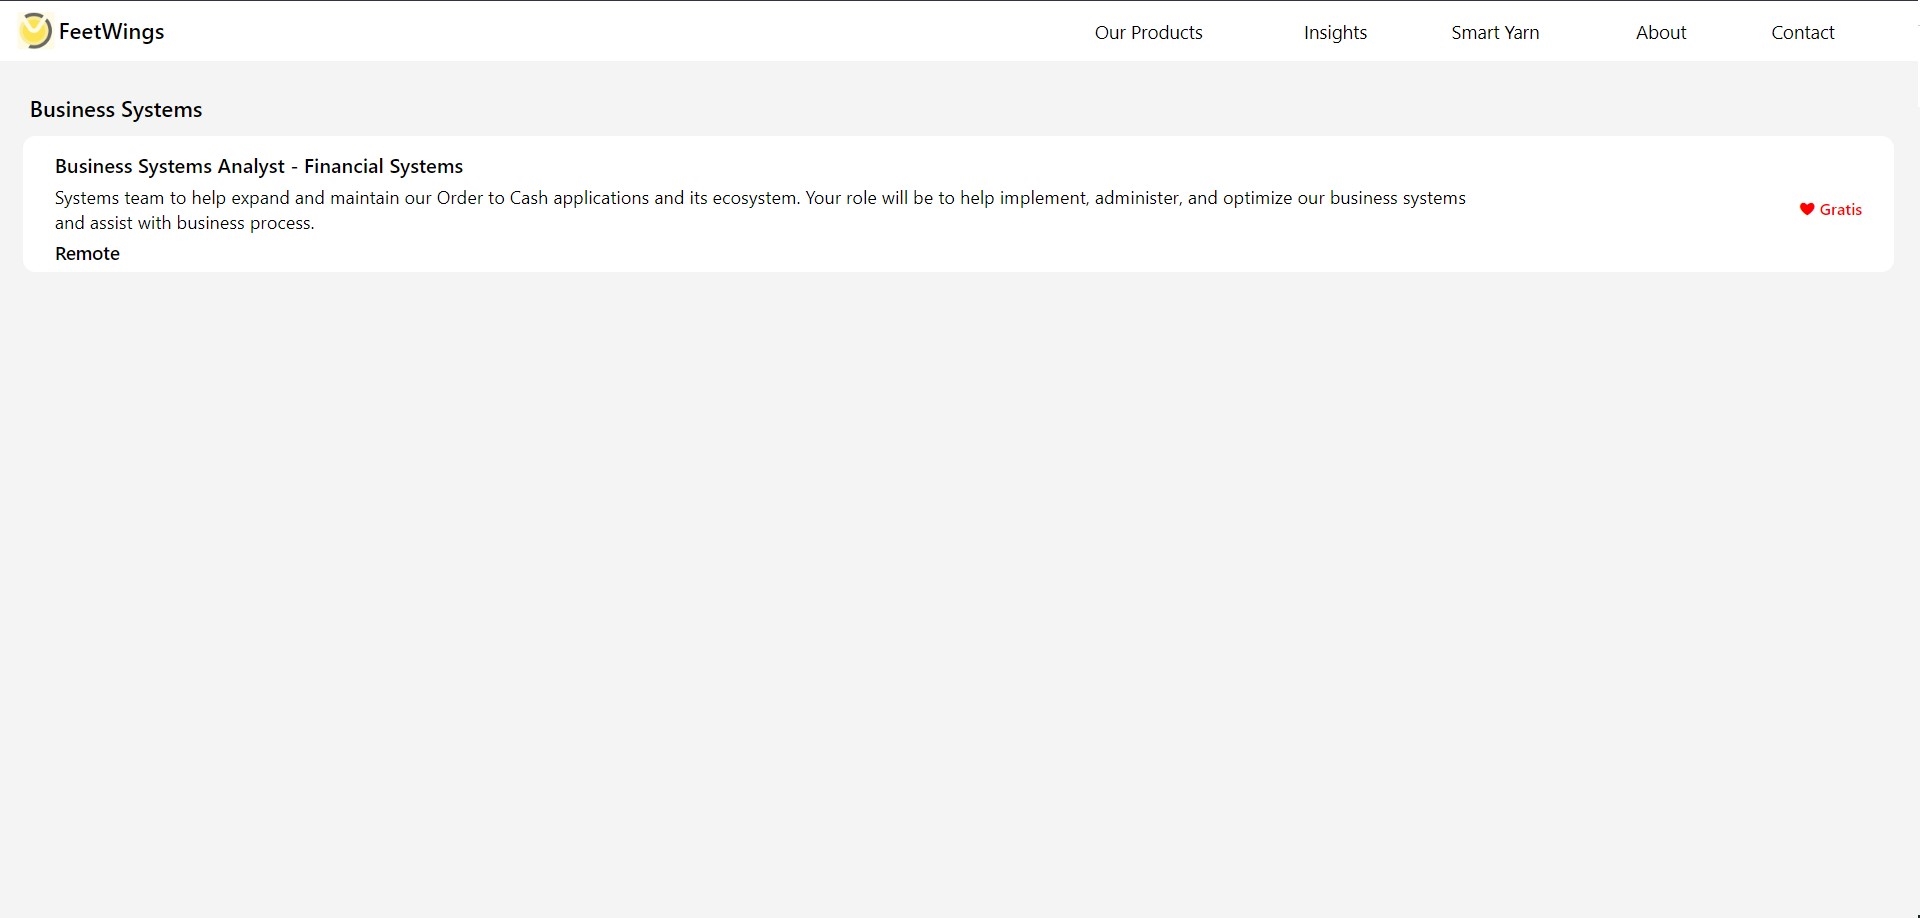 FeetWings
Our Products
Insights
Smart Yarn
About
Contact
Business Systems
Business Systems Analyst - Financial Systems
Systems team to help expand and maintain our Order to Cash applications and its ecosystem. Your role will be to help implement, administer, and optimize our business systems
and assist with business process.
Gratis
Remote